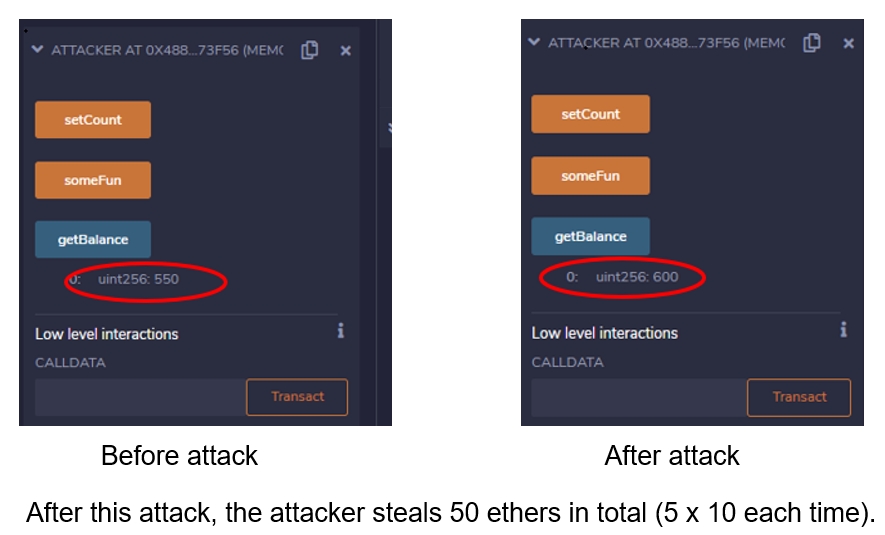 ATTACKER AT 0X488...73F56 (MEMO
setCount
someFun
getBalance
0: uint256: 550
Low level interactions
CALLDATA
Transact
Before attack
ATTACKER AT 0X488...73F56 (MEMO
setCount
someFun
getBalance
0: uint256: 600
Low level interactions
CALLDATA
Transact
After attack
After this attack, the attacker steals 50 ethers in total (5 x 10 each time).